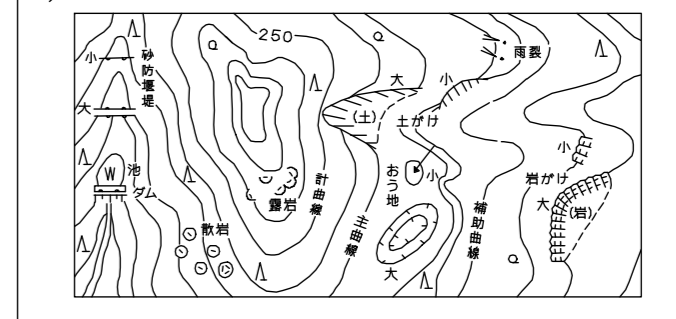 250
小
砂防堰堤
大
W
池
ダム
散岩
露岩
計曲線
主曲線
大
(土)
土がけ
小
雨裂
おう地
小
大
補助曲線
小
岩がけ
大
(岩)